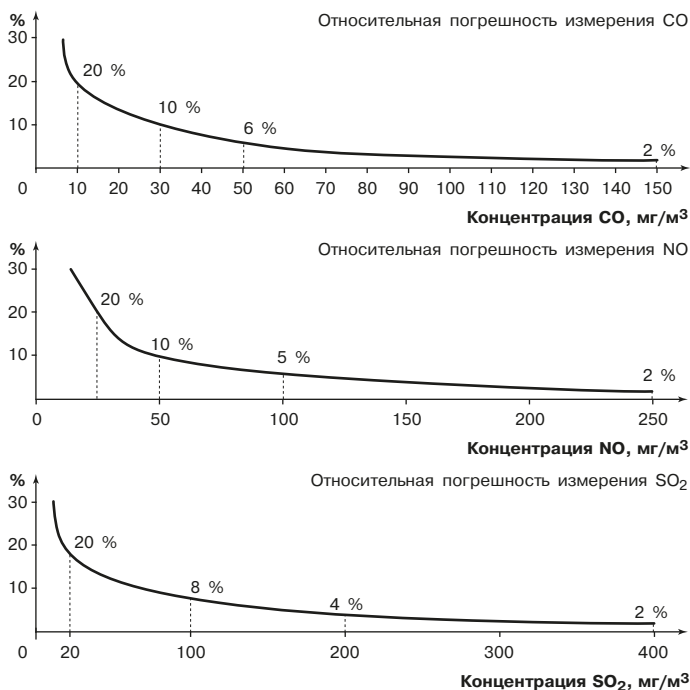 % Относительная погрешность измерения CO
30
20 %
20
10 %
10
6 %
2 %
0 10 20 30 40 50 60 70 80 90 100 110 120 130 140 150
Концентрация CO, мг/м³
% Относительная погрешность измерения NO
30
20 %
20
10 %
10
5 %
2 %
0 50 100 150 200 250
Концентрация NO, мг/м³
% Относительная погрешность измерения SO₂
30
20 %
20
8 %
10
4 %
2 %
0 20 100 200 300 400
Концентрация SO₂, мг/м³